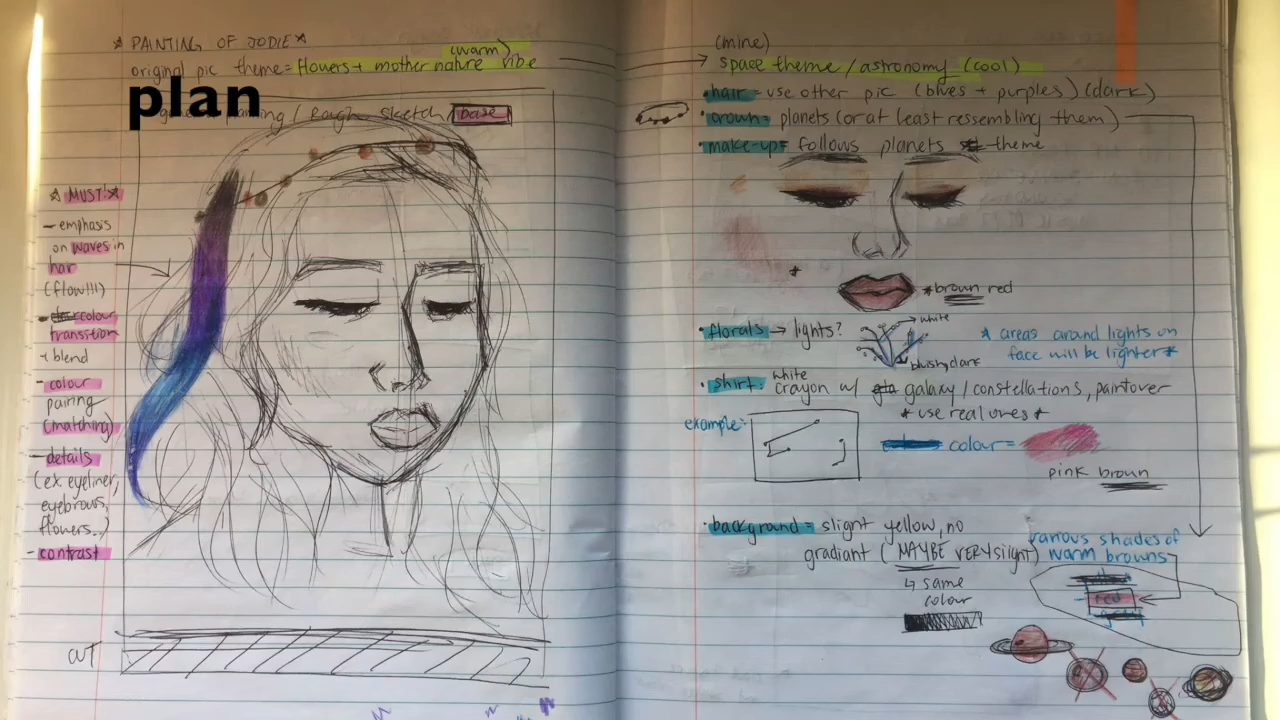 * PAINTING OF JODIE *
(warm)
original pic theme = flowers + mother nature vibe
plan
painting / Rough sketch / base
* MUST! *
- emphasis
on waves in
hair
(flow!!!)
- colour
transition
+ blend
- colour
pairing
(matching)
- details
(ex. eyeliner,
eyebrows,
flowers..)
- contrast
CUT
(mine)
space theme / astronomy (cool)
• hair = use other pic (blues + purples) (dark)
• crown = planets (or at least ressembling them)
• make-up = follows planets theme
*
* brown red
• florals → lights?
white
blush, dark
* areas around lights on
face will be lighter *
• shirt: white crayon w/ galaxy / constellations, paintover
* use real ones *
example:
colour =
pink brown
• background = slight yellow, no
gradiant (MAYBE VERY slight)
↳ same
colour
various shades of
warm browns
red